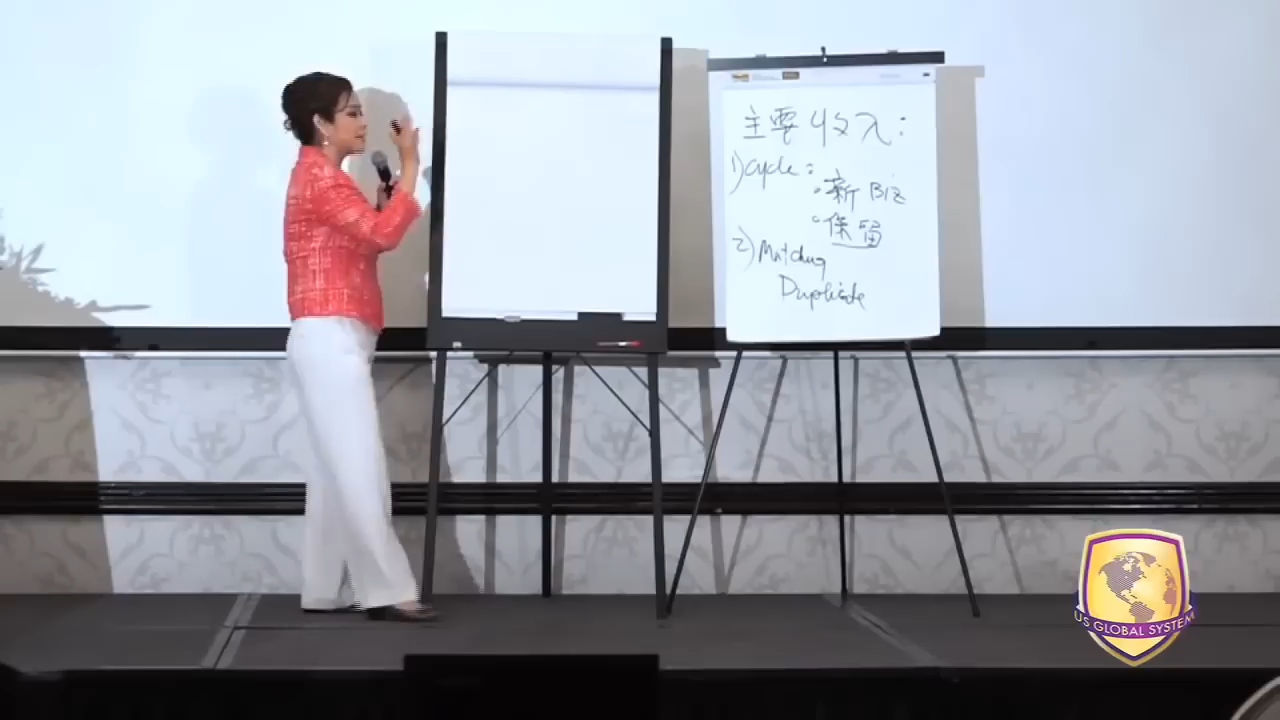 主要收入:
1) cycle:
• 新 Biz
• 保留
2) Matching
Duplicate
US GLOBAL SYSTEM